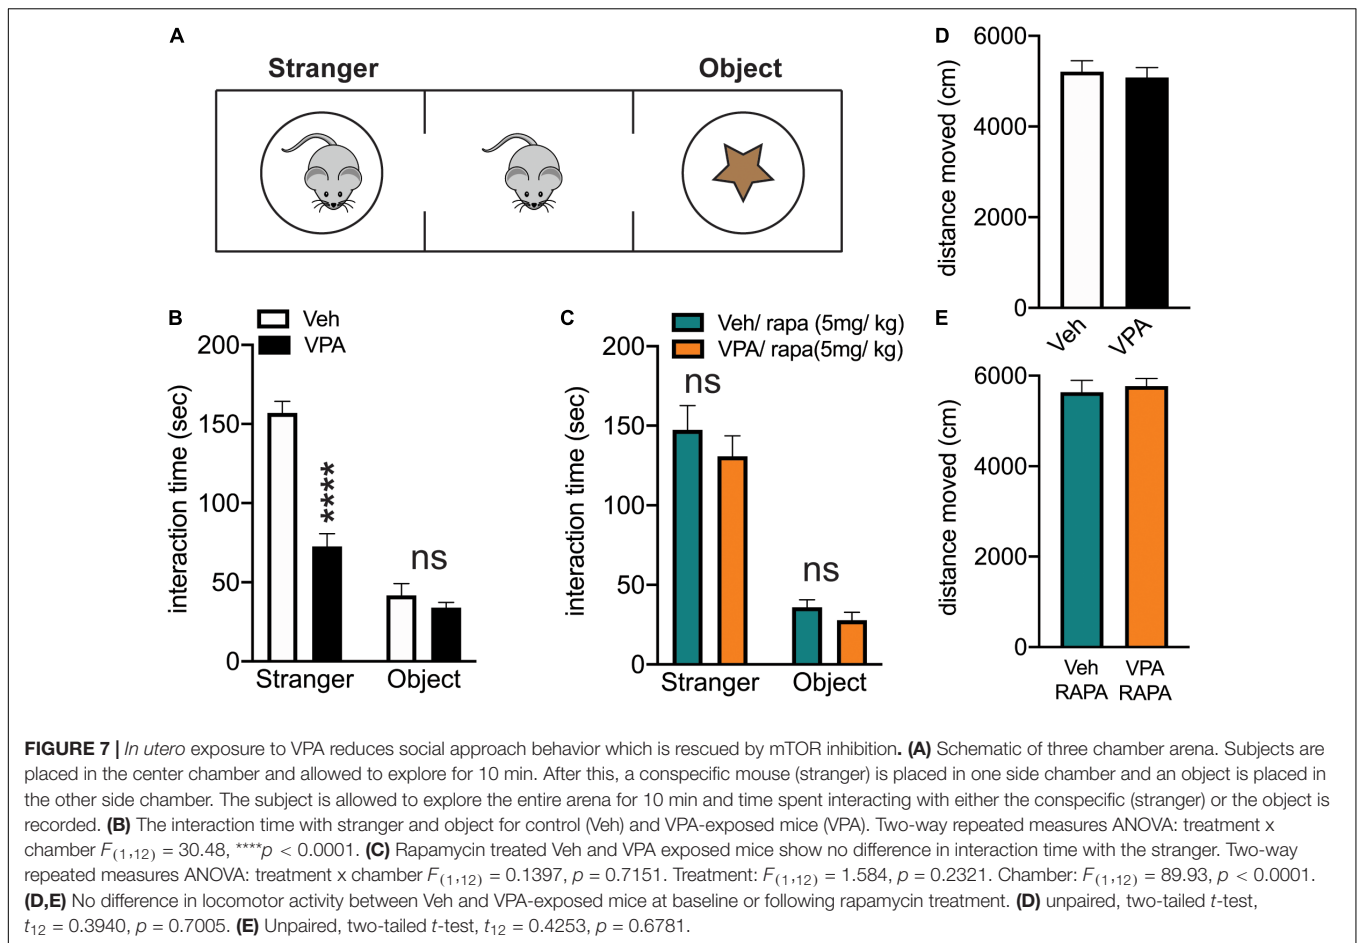 A
Stranger
Object
B
Veh
VPA
interaction time (sec)
200
150
100
50
0
****
ns
Stranger
Object
C
Veh/ rapa (5mg/ kg)
VPA/ rapa(5mg/ kg)
interaction time (sec)
200
150
100
50
0
ns
ns
Stranger
Object
D
distance moved (cm)
6000
4000
2000
0
Veh
VPA
E
distance moved (cm)
6000
4000
2000
0
Veh
RAPA
VPA
RAPA
FIGURE 7 | In utero exposure to VPA reduces social approach behavior which is rescued by mTOR inhibition. (A) Schematic of three chamber arena. Subjects are
placed in the center chamber and allowed to explore for 10 min. After this, a conspecific mouse (stranger) is placed in one side chamber and an object is placed in
the other side chamber. The subject is allowed to explore the entire arena for 10 min and time spent interacting with either the conspecific (stranger) or the object is
recorded. (B) The interaction time with stranger and object for control (Veh) and VPA-exposed mice (VPA). Two-way repeated measures ANOVA: treatment x
chamber F(1,12) = 30.48, ****p < 0.0001. (C) Rapamycin treated Veh and VPA exposed mice show no difference in interaction time with the stranger. Two-way
repeated measures ANOVA: treatment x chamber F(1,12) = 0.1397, p = 0.7151. Treatment: F(1,12) = 1.584, p = 0.2321. Chamber: F(1,12) = 89.93, p < 0.0001.
(D,E) No difference in locomotor activity between Veh and VPA-exposed mice at baseline or following rapamycin treatment. (D) unpaired, two-tailed t-test,
t12 = 0.3940, p = 0.7005. (E) Unpaired, two-tailed t-test, t12 = 0.4253, p = 0.6781.